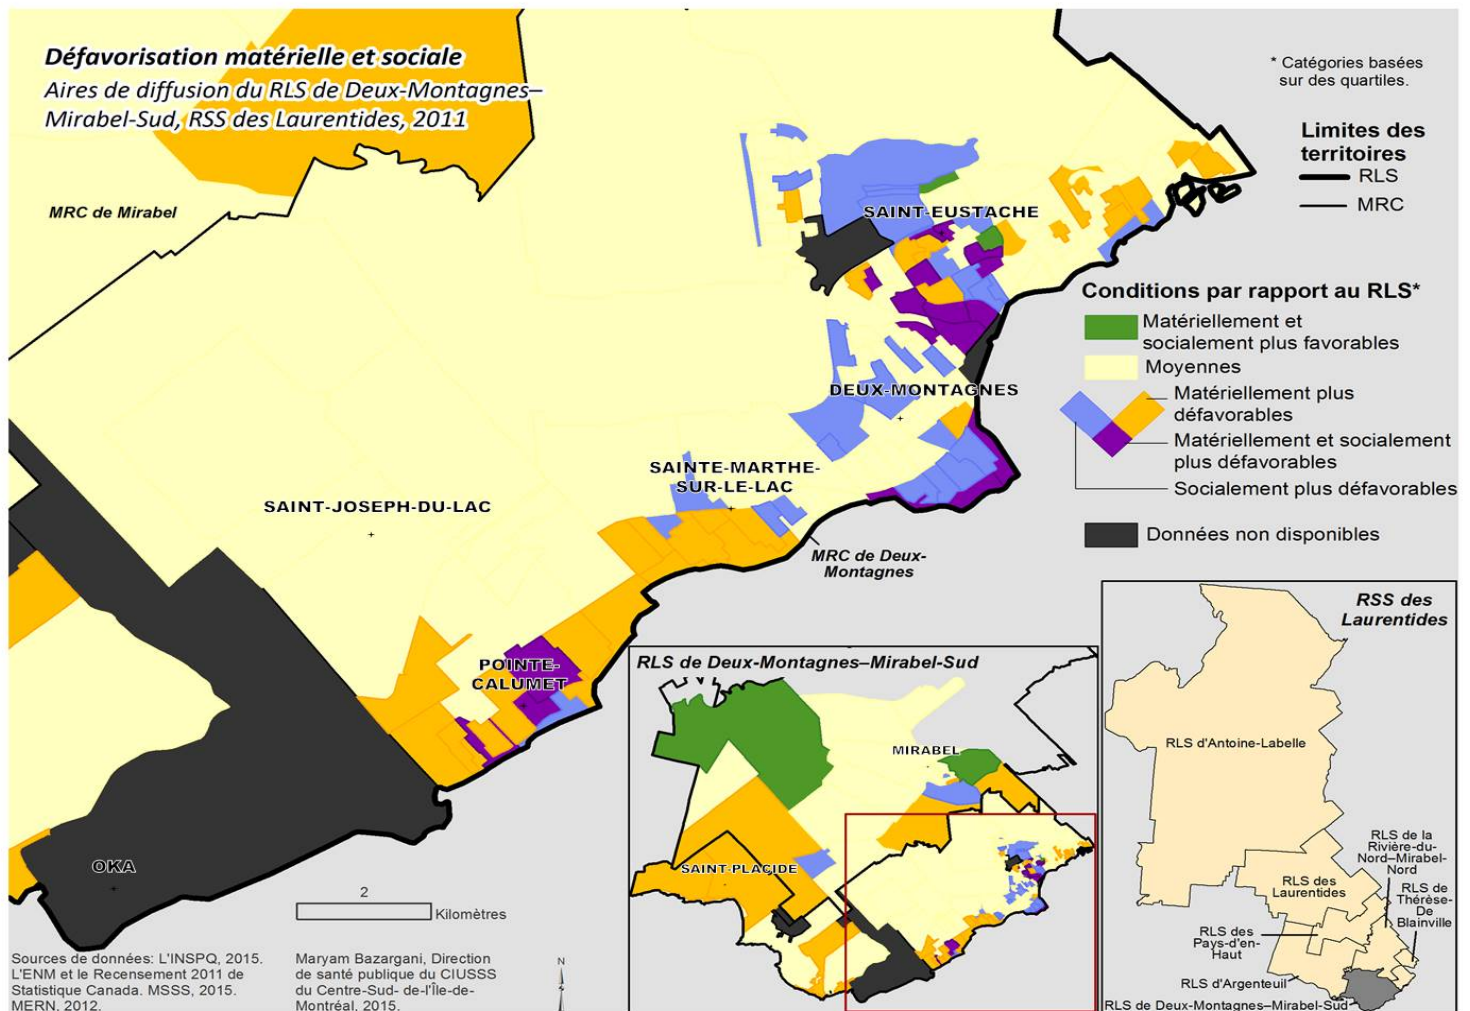 Défavorisation matérielle et sociale
Aires de diffusion du RLS de Deux-Montagnes–
Mirabel-Sud, RSS des Laurentides, 2011
* Catégories basées
sur des quartiles.
Limites des
territoires
RLS
MRC
MRC de Mirabel
SAINT-EUSTACHE
Conditions par rapport au RLS*
Matériellement et
socialement plus favorables
Moyennes
Matériellement plus
défavorables
Matériellement et socialement
plus défavorables
Socialement plus défavorables
Données non disponibles
DEUX-MONTAGNES
SAINTE-MARTHE-
SUR-LE-LAC
SAINT-JOSEPH-DU-LAC
MRC de Deux-
Montagnes
POINTE-
CALUMET
OKA
2
Kilomètres
N
Sources de données: L'INSPQ, 2015.
L'ENM et le Recensement 2011 de
Statistique Canada. MSSS, 2015.
MERN, 2012.
Maryam Bazargani, Direction
de santé publique du CIUSSS
du Centre-Sud- de-l'Île-de-
Montréal, 2015.
RLS de Deux-Montagnes–Mirabel-Sud
MIRABEL
SAINT-PLACIDE
RSS des
Laurentides
RLS d'Antoine-Labelle
RLS de la
Rivière-du-
Nord–Mirabel-
Nord
RLS des
Laurentides
RLS de
Thérèse-
De
Blainville
RLS des
Pays-d'en-
Haut
RLS d'Argenteuil
RLS de Deux-Montagnes–Mirabel-Sud